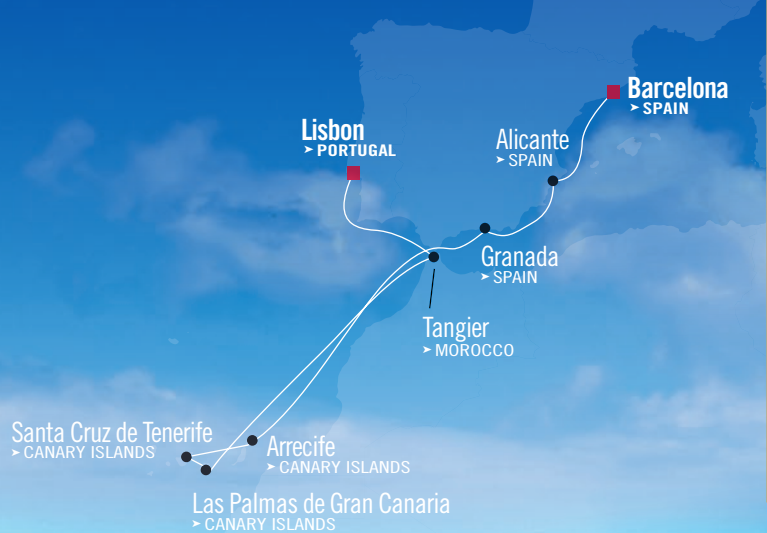 Barcelona
➤ SPAIN
Lisbon
➤ PORTUGAL
Alicante
➤ SPAIN
Granada
➤ SPAIN
Tangier
➤ MOROCCO
Santa Cruz de Tenerife
➤ CANARY ISLANDS
Arrecife
➤ CANARY ISLANDS
Las Palmas de Gran Canaria
➤ CANARY ISLANDS